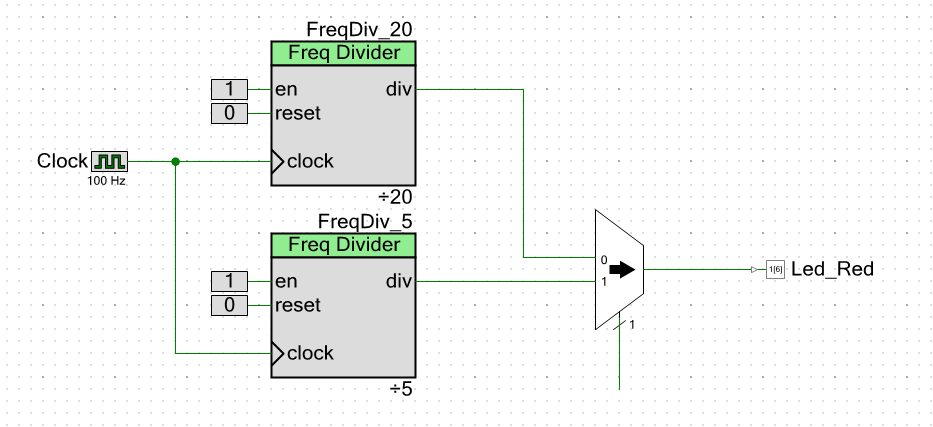 FreqDiv_20
Freq Divider
1 en div
0 reset
Clock clock
100 Hz
÷20
FreqDiv_5
Freq Divider
0
1[6] Led_Red
1 en div 1
0 reset
1
clock
÷5